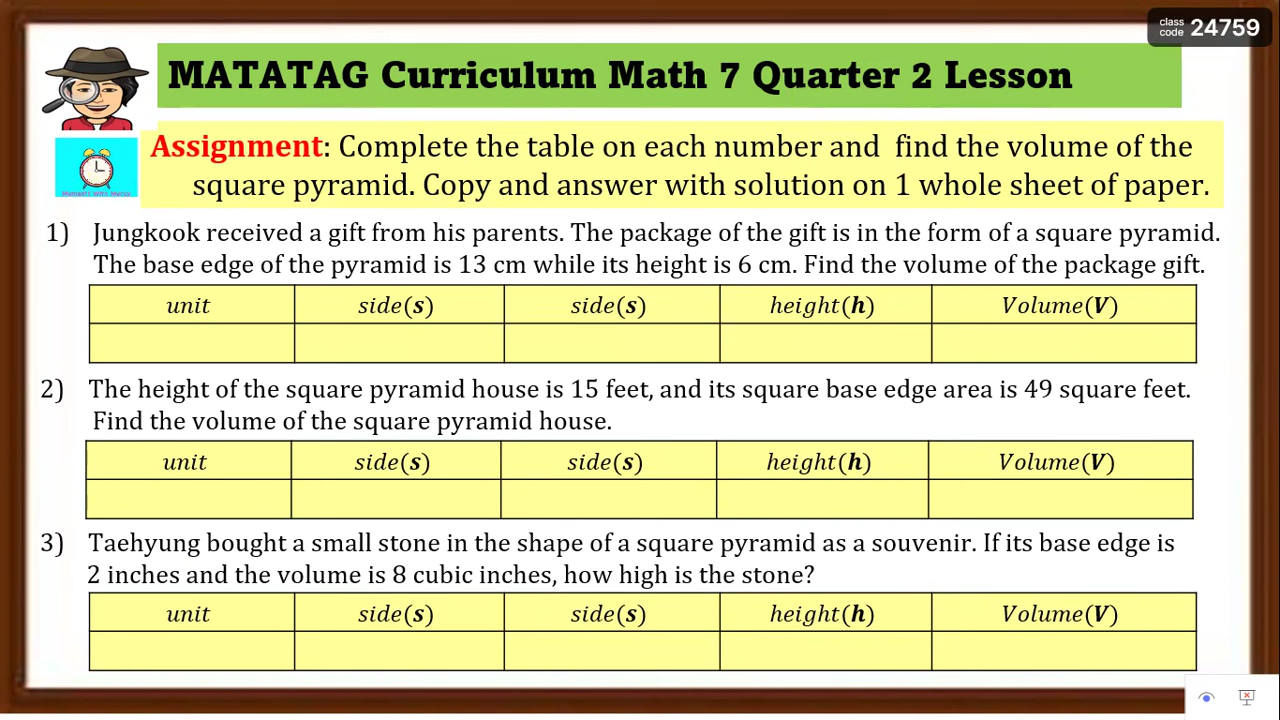 class
code 24759
MATATAG Curriculum Math 7 Quarter 2 Lesson
Assignment: Complete the table on each number and find the volume of the
square pyramid. Copy and answer with solution on 1 whole sheet of paper.
Moments With Mercy
1) Jungkook received a gift from his parents. The package of the gift is in the form of a square pyramid.
The base edge of the pyramid is 13 cm while its height is 6 cm. Find the volume of the package gift.
unit side(s) side(s) height(h) Volume(V)
2) The height of the square pyramid house is 15 feet, and its square base edge area is 49 square feet.
Find the volume of the square pyramid house.
unit side(s) side(s) height(h) Volume(V)
3) Taehyung bought a small stone in the shape of a square pyramid as a souvenir. If its base edge is
2 inches and the volume is 8 cubic inches, how high is the stone?
unit side(s) side(s) height(h) Volume(V)